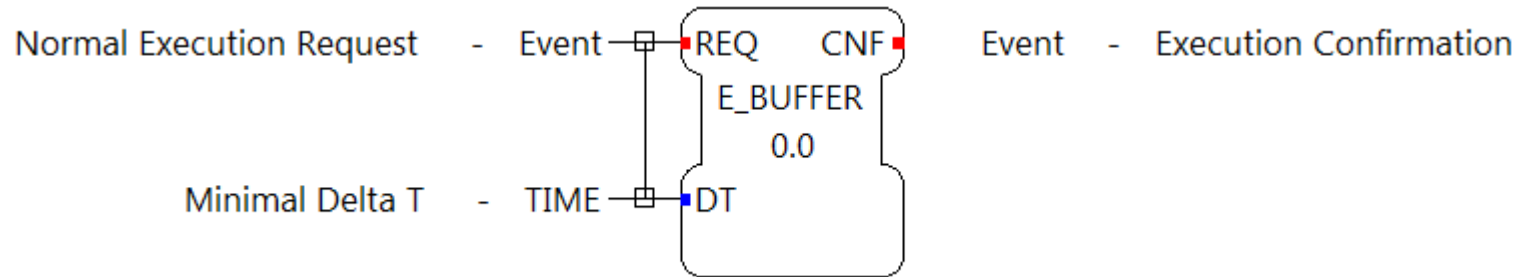 Normal Execution Request - Event REQ CNF Event - Execution Confirmation
E_BUFFER
0.0
Minimal Delta T - TIME DT